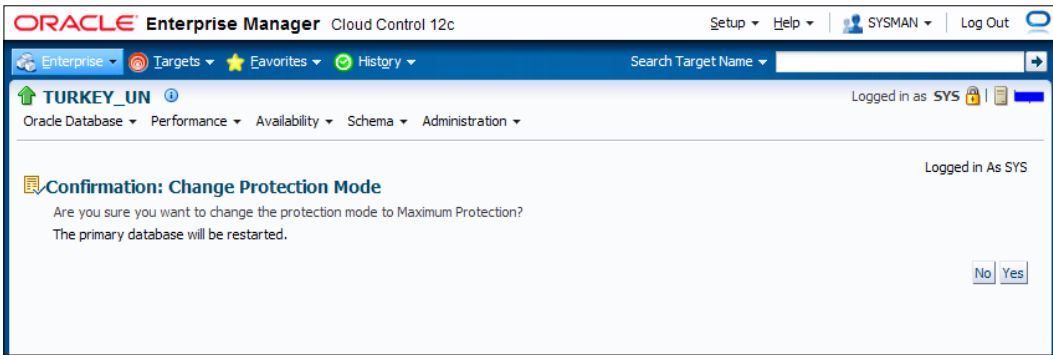 ORACLE Enterprise Manager Cloud Control 12c Setup Help SYSMAN Log Out
Enterprise Targets Favorites History Search Target Name
TURKEY_UN Logged in as SYS
Oracle Database Performance Availability Schema Administration
Logged in As SYS
Confirmation: Change Protection Mode
Are you sure you want to change the protection mode to Maximum Protection?
The primary database will be restarted.
No Yes